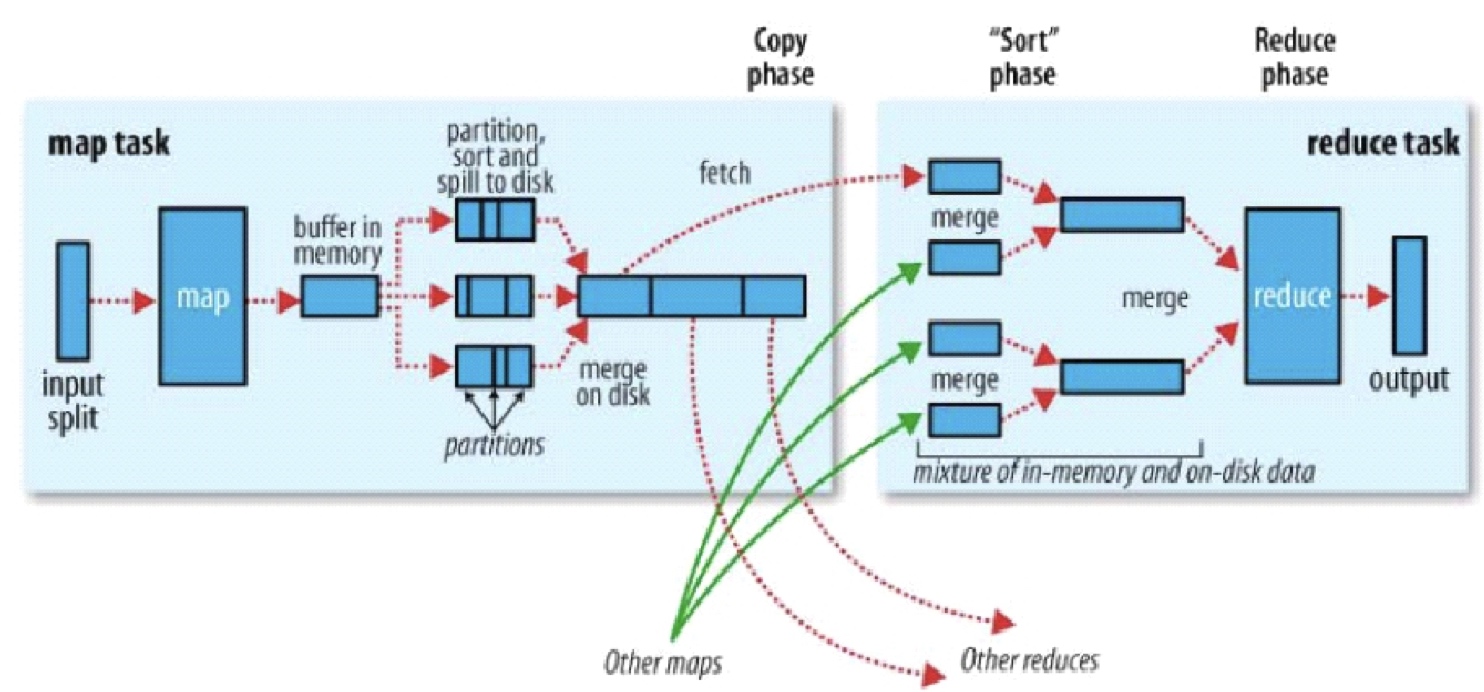 Copy
phase
“Sort”
phase
Reduce
phase
map task
partition,
sort and
spill to disk
fetch
buffer in
memory
map
input
split
merge
on disk
partitions
reduce task
merge
merge
reduce
merge
output
mixture of in-memory and on-disk data
Other maps
Other reduces